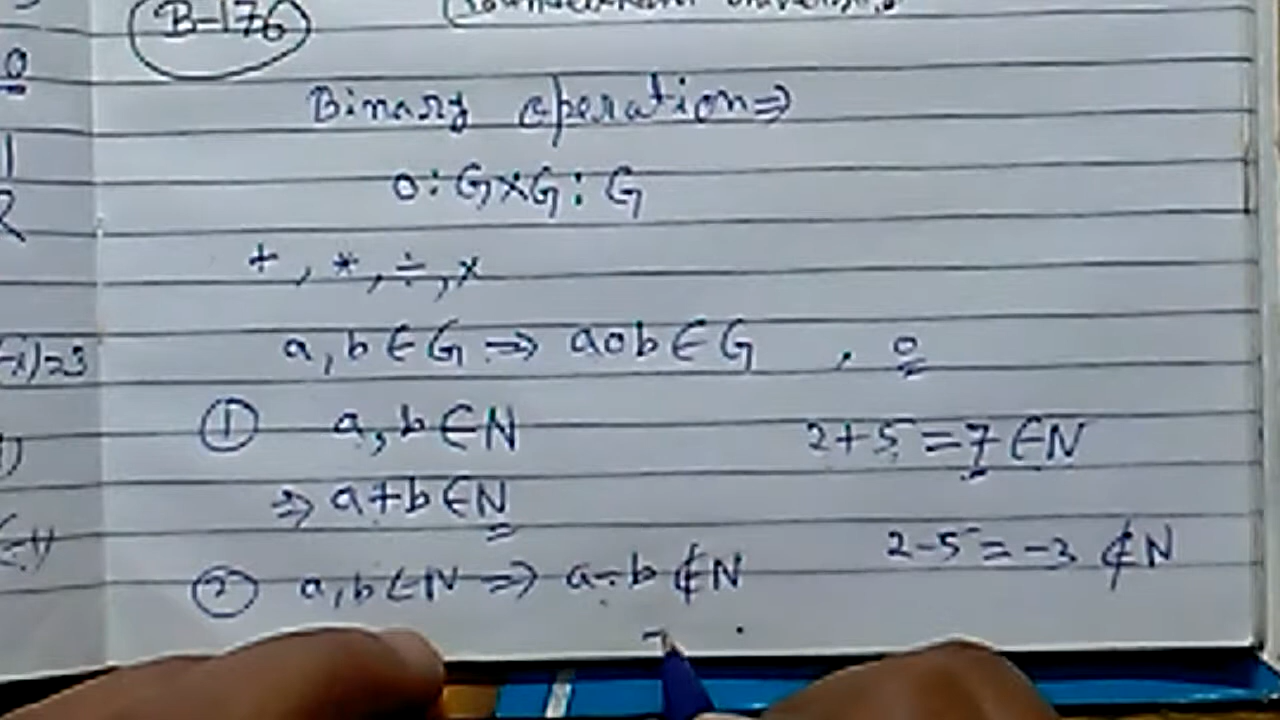 B-176
Binary operation⇒
o : G×G : G
+ , * , ÷ , ×
a, b ∈ G ⇒ aob ∈ G , o
① a, b ∈ N
2+5 = 7 ∈ N
⇒ a+b ∈ N
2-5 = -3 ∉ N
② a, b ∈ N ⇒ a-b ∉ N